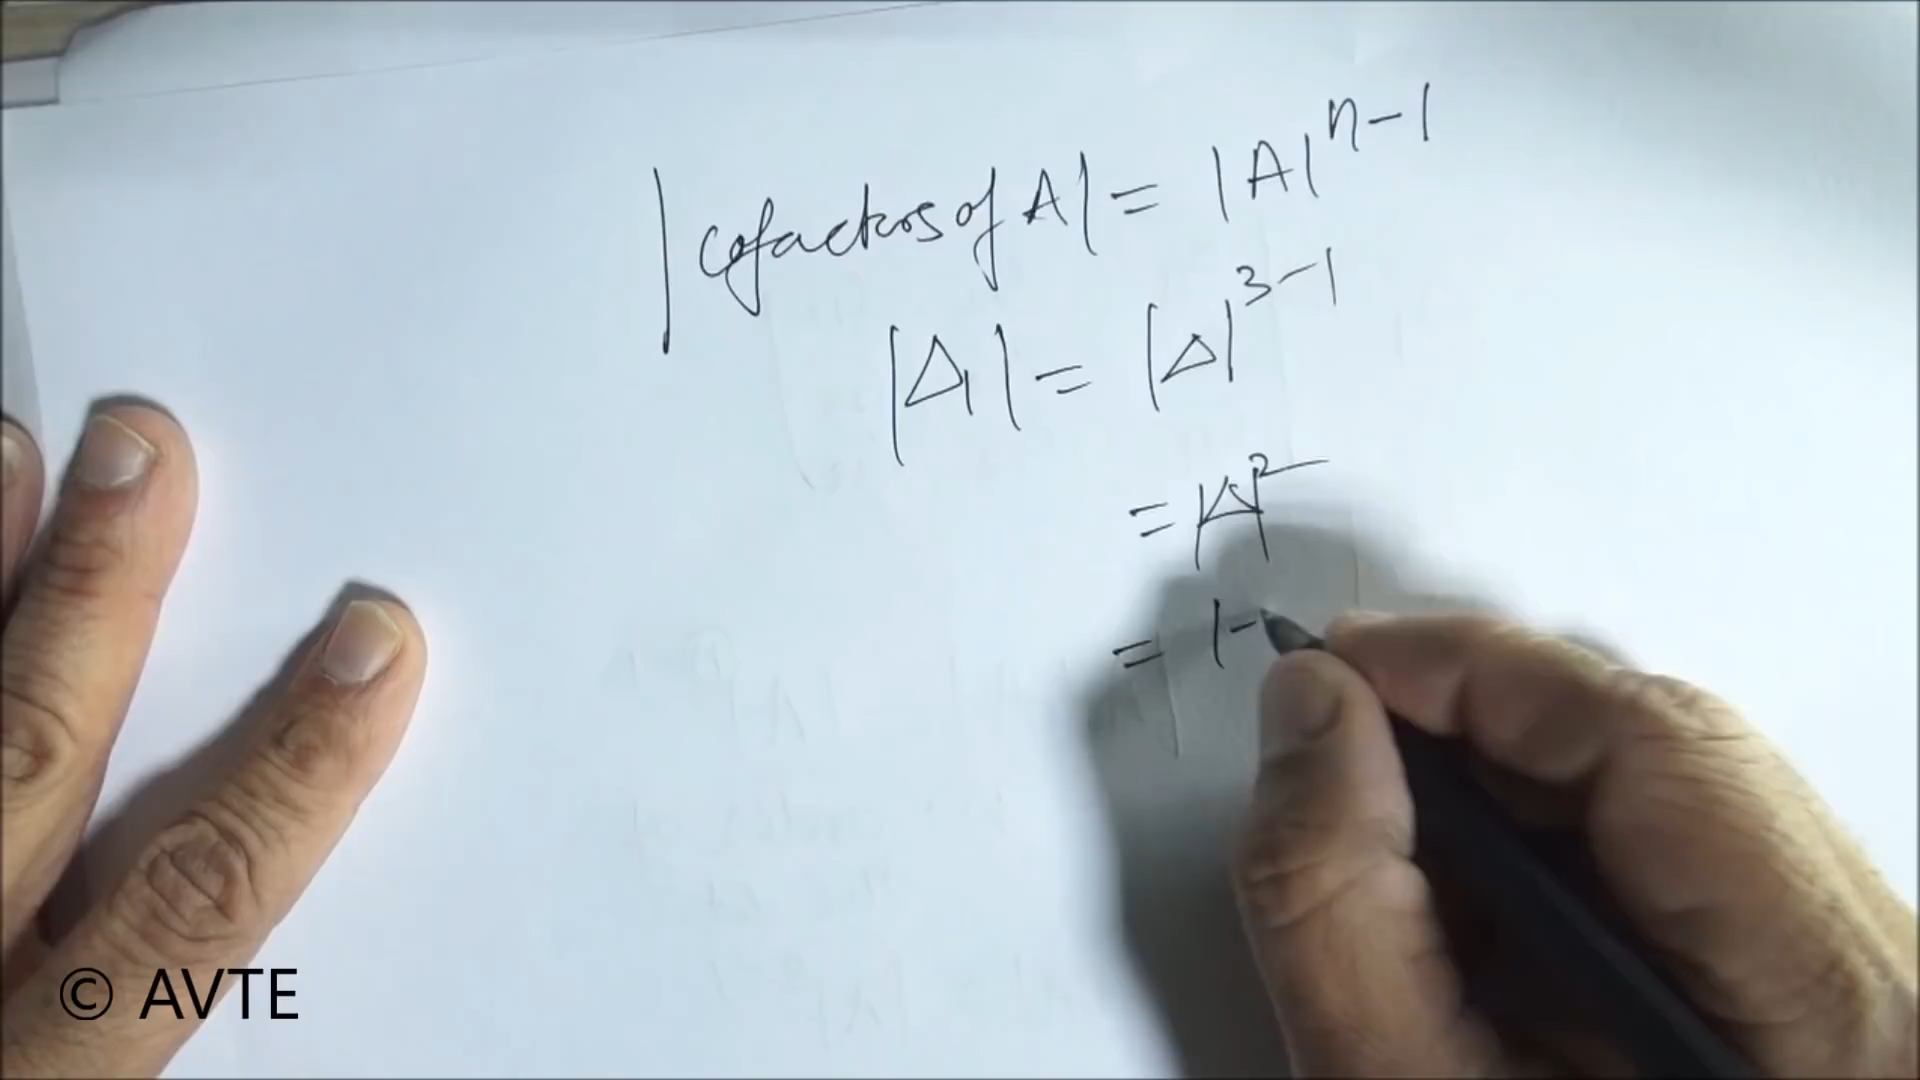 |cofactors of A| = |A|^{n-1}
|Δ₁| = |Δ|^{3-1}
= |Δ|²
= |-
© AVTE